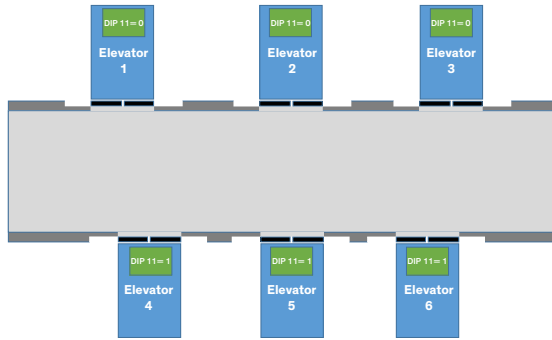 DIP 11= 0
Elevator
1
DIP 11= 0
Elevator
2
DIP 11= 0
Elevator
3
DIP 11= 1
Elevator
4
DIP 11= 1
Elevator
5
DIP 11= 1
Elevator
6